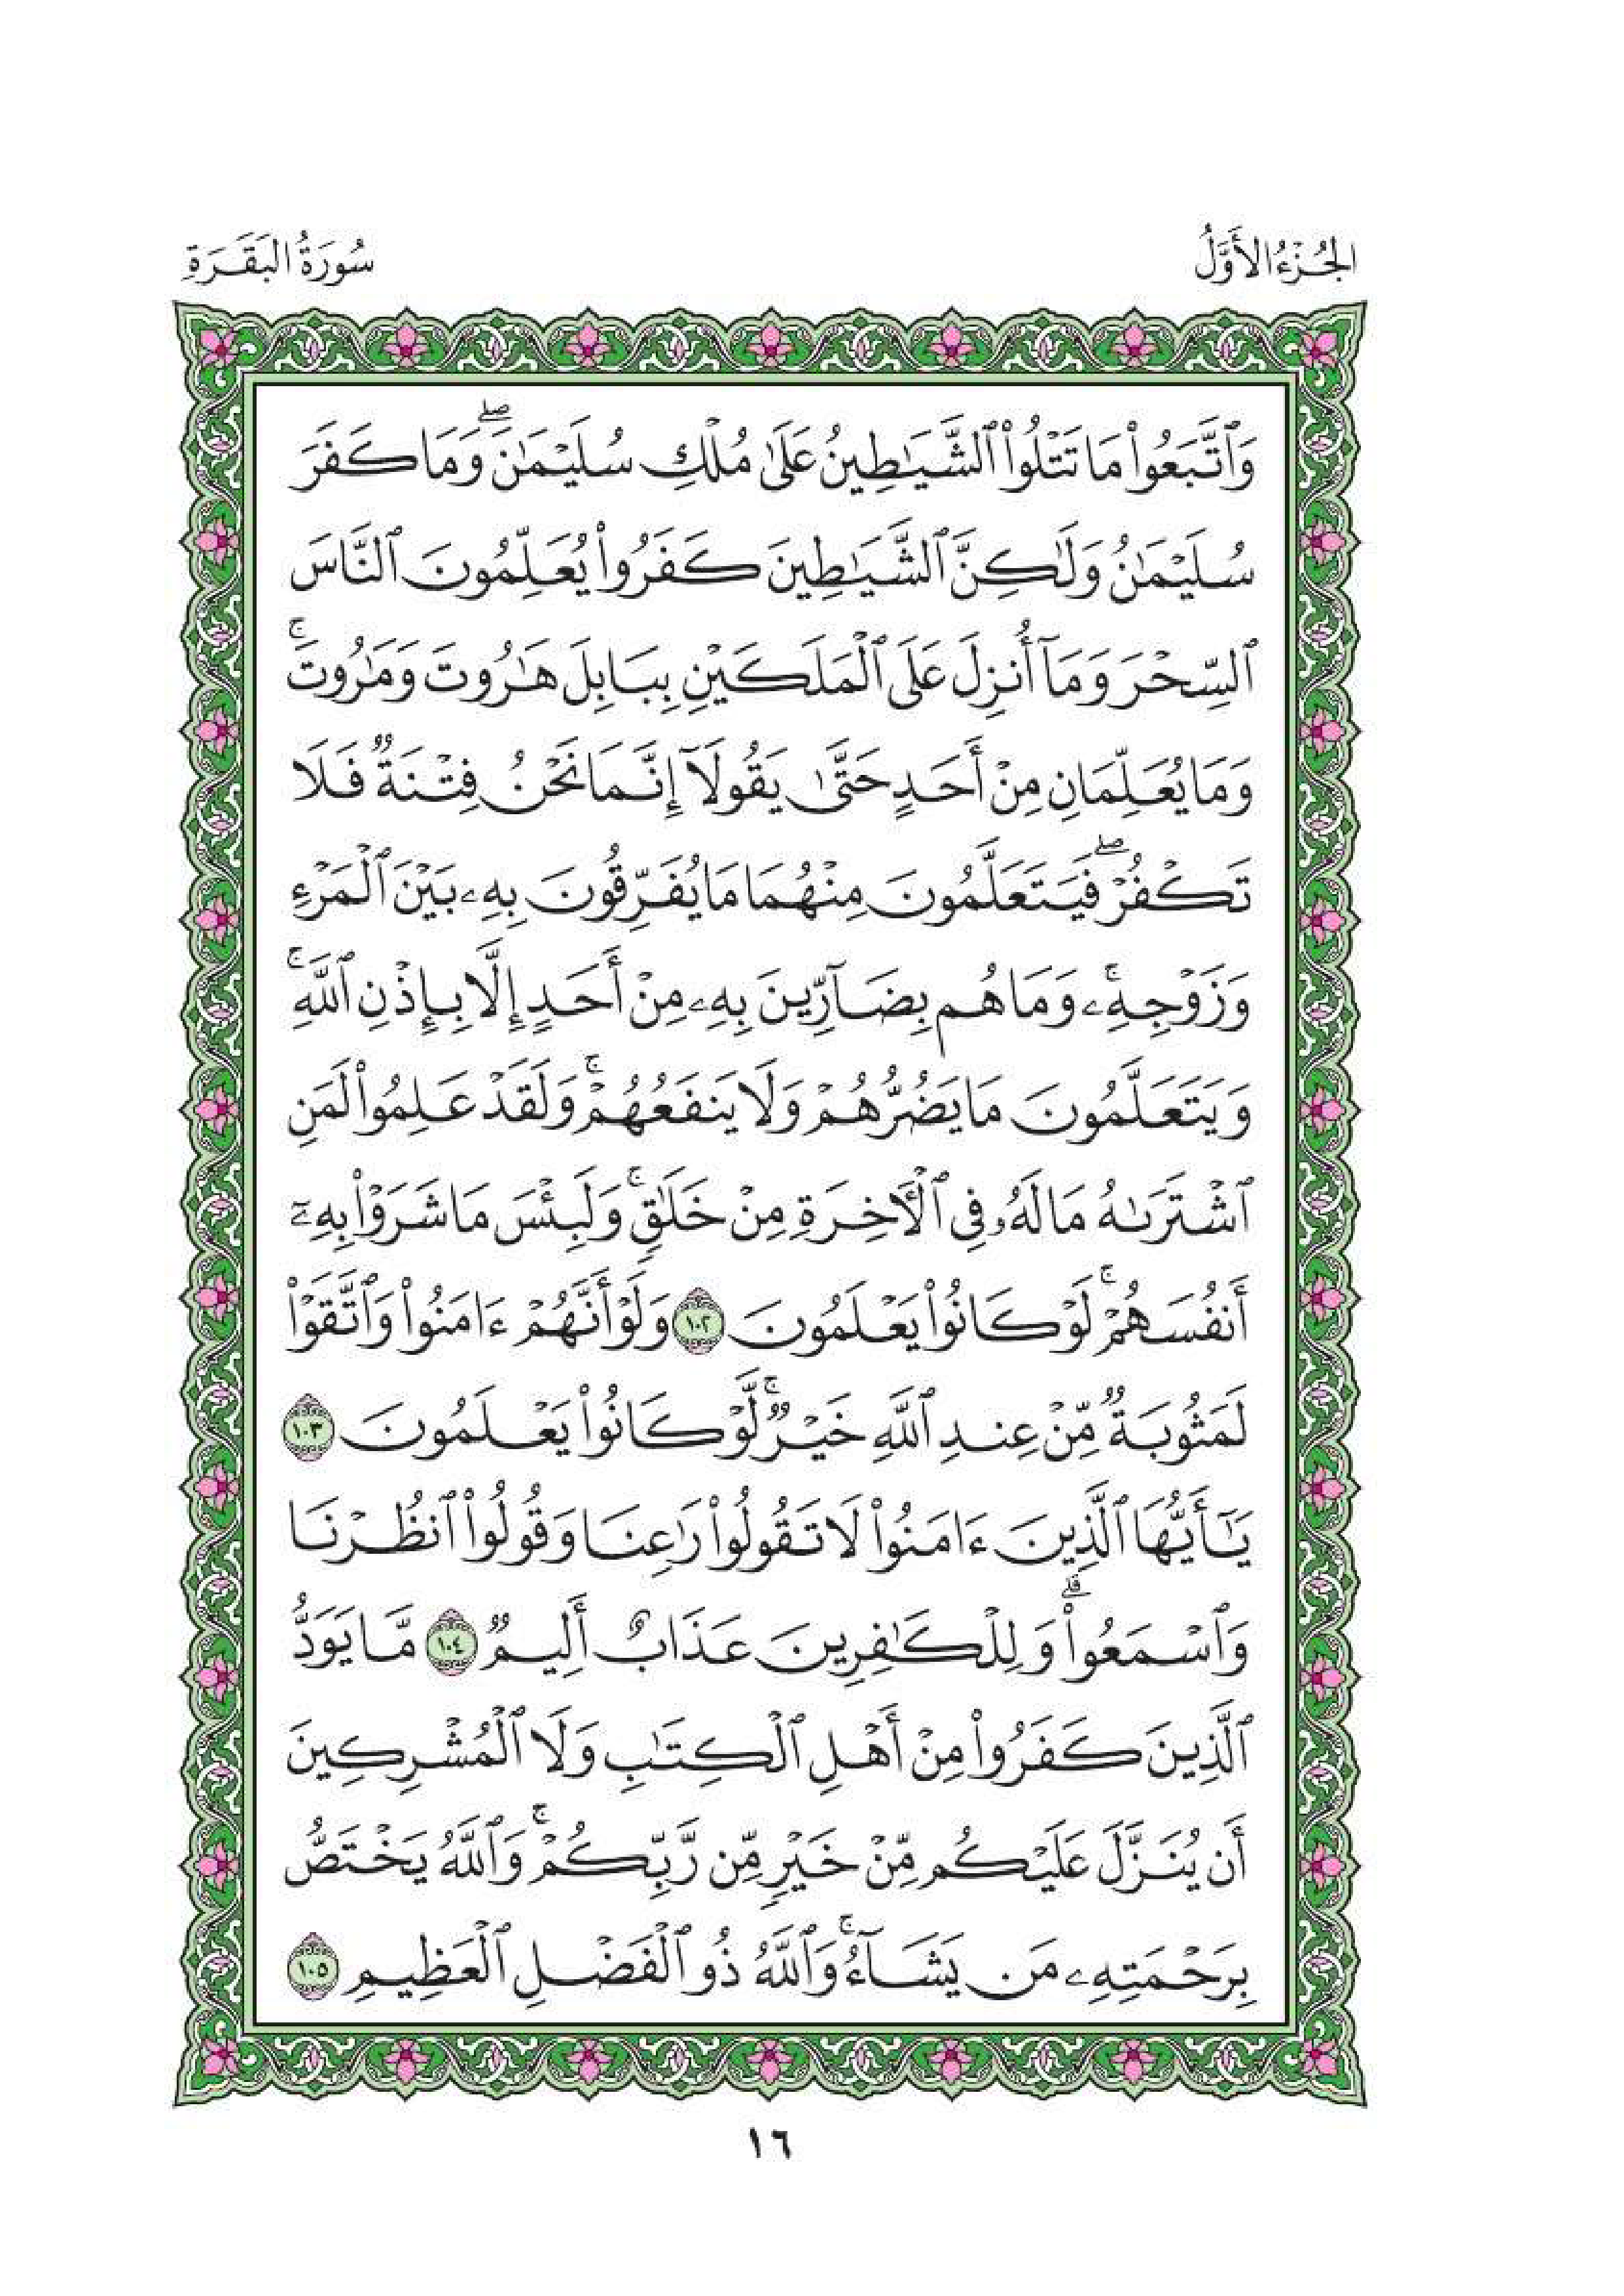 الجُزْءُ الأَوَّلُ
سُورَةُ البَقَرَةِ
وَٱتَّبَعُوا۟ مَا تَتْلُوا۟ ٱلشَّيَـٰطِينُ عَلَىٰ مُلْكِ سُلَيْمَـٰنَ ۖ وَمَا كَفَرَ
سُلَيْمَـٰنُ وَلَـٰكِنَّ ٱلشَّيَـٰطِينَ كَفَرُوا۟ يُعَلِّمُونَ ٱلنَّاسَ
ٱلسِّحْرَ وَمَآ أُنزِلَ عَلَى ٱلْمَلَكَيْنِ بِبَابِلَ هَـٰرُوتَ وَمَـٰرُوتَ ۚ
وَمَا يُعَلِّمَانِ مِنْ أَحَدٍ حَتَّىٰ يَقُولَآ إِنَّمَا نَحْنُ فِتْنَةٌ فَلَا
تَكْفُرْ ۖ فَيَتَعَلَّمُونَ مِنْهُمَا مَا يُفَرِّقُونَ بِهِۦ بَيْنَ ٱلْمَرْءِ
وَزَوْجِهِۦ ۚ وَمَا هُم بِضَآرِّينَ بِهِۦ مِنْ أَحَدٍ إِلَّا بِإِذْنِ ٱللَّهِ ۚ
وَيَتَعَلَّمُونَ مَا يَضُرُّهُمْ وَلَا يَنفَعُهُمْ ۚ وَلَقَدْ عَلِمُوا۟ لَمَنِ
ٱشْتَرَىٰهُ مَا لَهُۥ فِى ٱلْـَٔاخِرَةِ مِنْ خَلَـٰقٍ ۚ وَلَبِئْسَ مَا شَرَوْا۟ بِهِۦٓ
أَنفُسَهُمْ ۚ لَوْ كَانُوا۟ يَعْلَمُونَ ١٠٢ وَلَوْ أَنَّهُمْ ءَامَنُوا۟ وَٱتَّقَوْا۟
لَمَثُوبَةٌ مِّنْ عِندِ ٱللَّهِ خَيْرٌ ۚ لَّوْ كَانُوا۟ يَعْلَمُونَ ١٠٣
يَـٰٓأَيُّهَا ٱلَّذِينَ ءَامَنُوا۟ لَا تَقُولُوا۟ رَٰعِنَا وَقُولُوا۟ ٱنظُرْنَا
وَٱسْمَعُوا۟ ۗ وَلِلْكَـٰفِرِينَ عَذَابٌ أَلِيمٌ ١٠٤ مَّا يَوَدُّ
ٱلَّذِينَ كَفَرُوا۟ مِنْ أَهْلِ ٱلْكِتَـٰبِ وَلَا ٱلْمُشْرِكِينَ
أَن يُنَزَّلَ عَلَيْكُم مِّنْ خَيْرٍ مِّن رَّبِّكُمْ ۚ وَٱللَّهُ يَخْتَصُّ
بِرَحْمَتِهِۦ مَن يَشَآءُ ۚ وَٱللَّهُ ذُو ٱلْفَضْلِ ٱلْعَظِيمِ ١٠٥
١٦